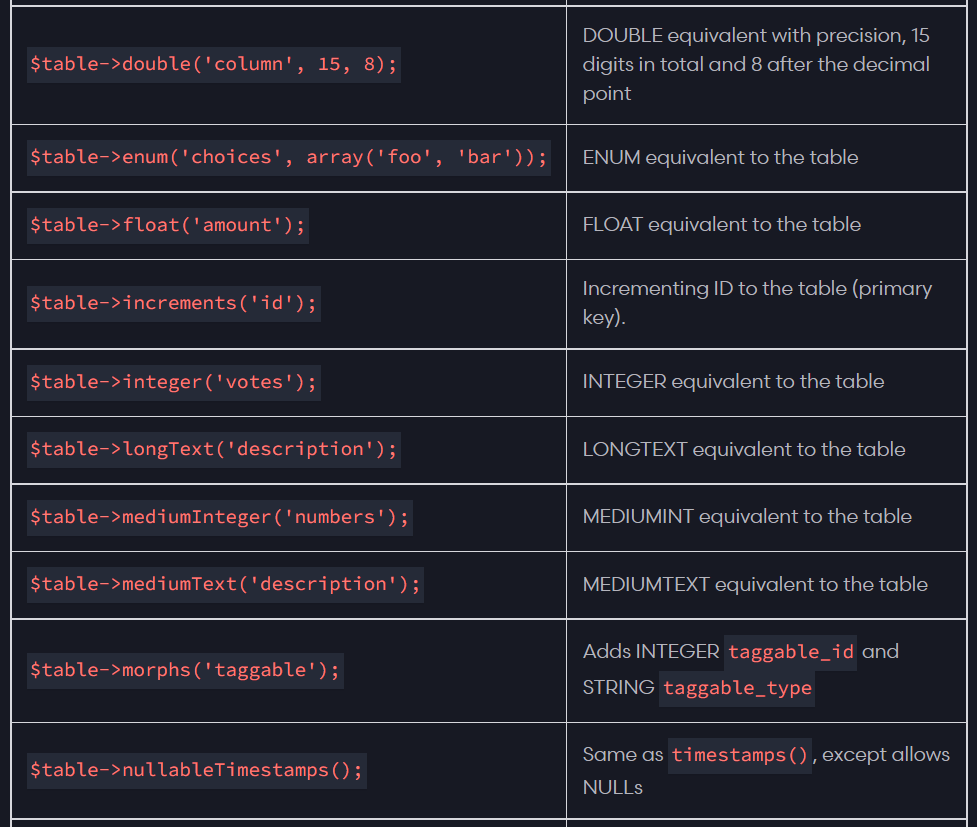 $table->double('column', 15, 8);
DOUBLE equivalent with precision, 15
digits in total and 8 after the decimal
point
$table->enum('choices', array('foo', 'bar'));
ENUM equivalent to the table
$table->float('amount');
FLOAT equivalent to the table
$table->increments('id');
Incrementing ID to the table (primary
key).
$table->integer('votes');
INTEGER equivalent to the table
$table->longText('description');
LONGTEXT equivalent to the table
$table->mediumInteger('numbers');
MEDIUMINT equivalent to the table
$table->mediumText('description');
MEDIUMTEXT equivalent to the table
$table->morphs('taggable');
Adds INTEGER taggable_id and
STRING taggable_type
$table->nullableTimestamps();
Same as timestamps(), except allows
NULLs